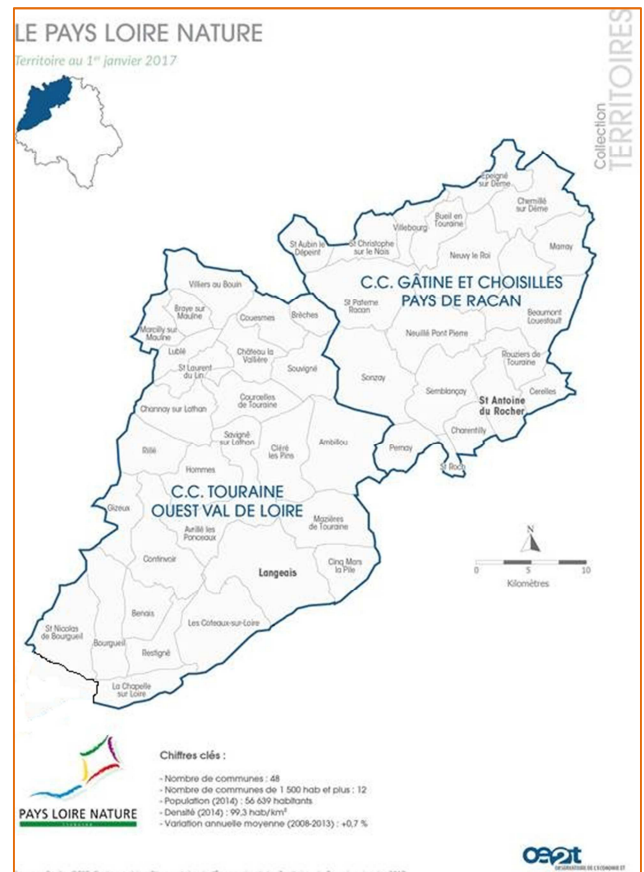 LE PAYS LOIRE NATURE
Territoire au 1er janvier 2017
Collection
TERRITOIRES
Epeigné
sur Dême
Chemillé
sur Dême
Bueil en
Touraine
Villebourg
St Aubin le
Dépeint
St Christophe
sur le Nais
Neuvy le Roi
Marray
C.C. GÂTINE ET CHOISILLES
PAYS DE RACAN
St Paterne
Racan
Beaumont
Louestault
Neuillé Pont Pierre
Rouziers de
Touraine
Sonzay
Semblançay
Cerelles
St Antoine
du Rocher
Charentilly
Pernay
St Roch
Villiers au Bouin
Braye sur
Maulne
Couesmes
Brèches
Marcilly sur
Maulne
Lublé
Château la
Vallière
St Laurent
du Lin
Souvigné
Channay sur Lathan
Courcelles
de Touraine
Savigné
sur Lathan
Cléré
les Pins
Ambillou
Rillé
Hommes
C.C. TOURAINE
OUEST VAL DE LOIRE
Gizeux
Avrillé les
Ponceaux
Mazières
de Touraine
Continvoir
Langeais
Cinq Mars
la Pile
Benais
Les Coteaux-sur-Loire
St Nicolas
de Bourgueil
Bourgueil
Restigné
La Chapelle
sur Loire
N
0 5 10
Kilomètres
PAYS LOIRE NATURE
TOURAINE
Chiffres clés :
- Nombre de communes : 48
- Nombre de communes de 1 500 hab et plus : 12
- Population (2014) : 56 639 habitants
- Densité (2014) : 99,3 hab/km²
- Variation annuelle moyenne (2008-2013) : +0,7 %
oe2t
OBSERVATOIRE DE L'ÉCONOMIE ET